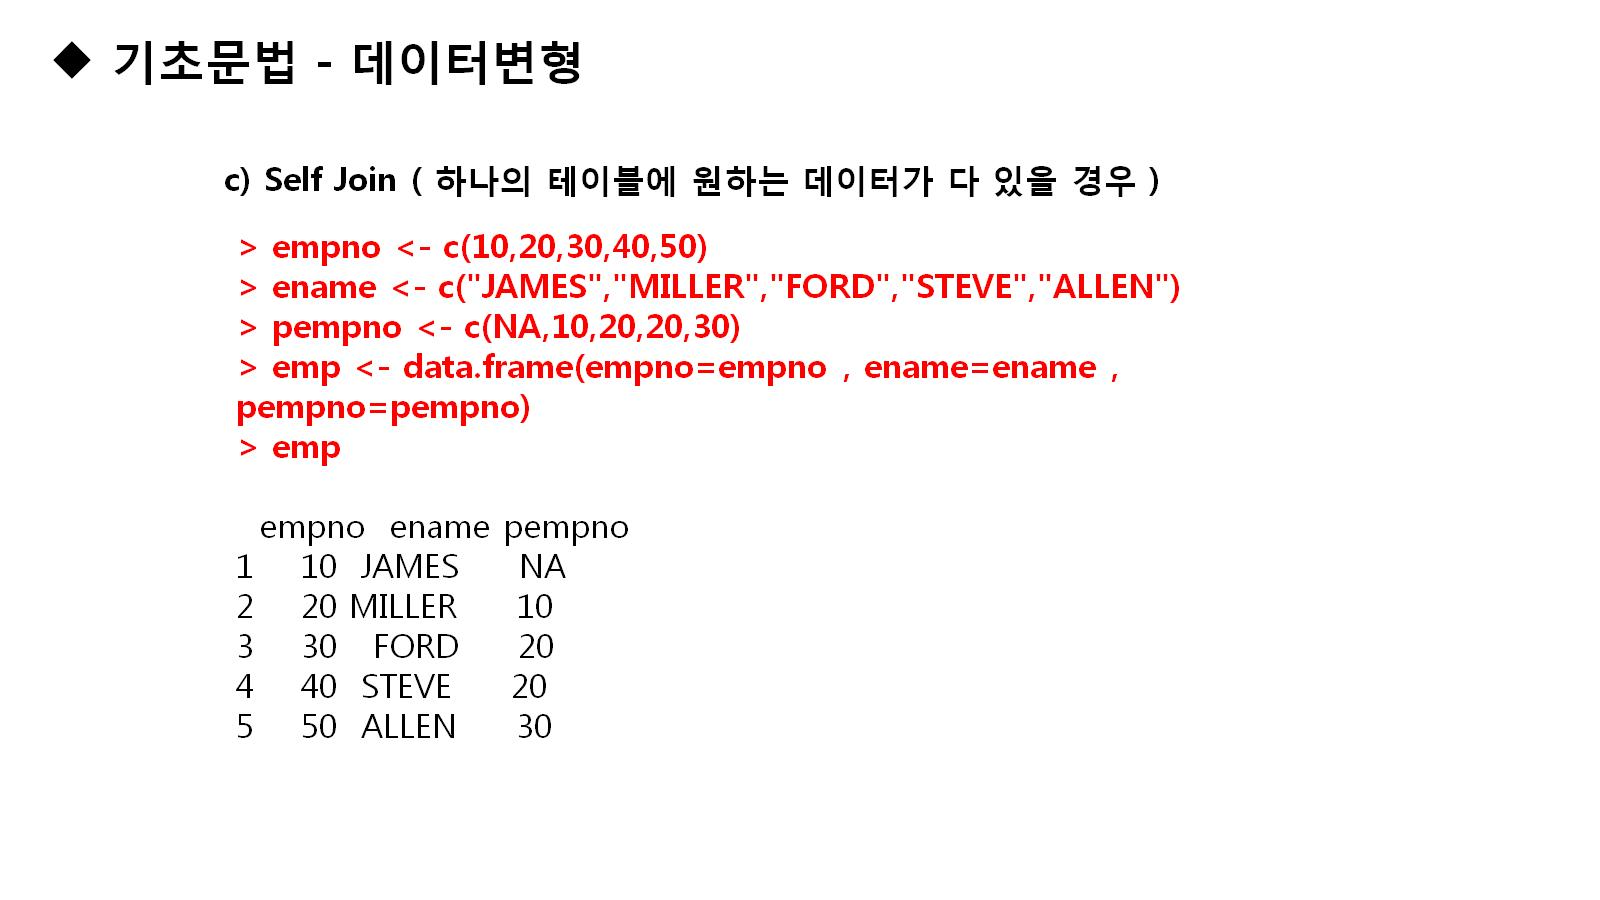 ◆ 기초문법 - 데이터변형
c) Self Join ( 하나의 테이블에 원하는 데이터가 다 있을 경우 )
> empno <- c(10,20,30,40,50)
> ename <- c("JAMES","MILLER","FORD","STEVE","ALLEN")
> pempno <- c(NA,10,20,20,30)
> emp <- data.frame(empno=empno , ename=ename ,
pempno=pempno)
> emp
empno ename pempno
1 10 JAMES NA
2 20 MILLER 10
3 30 FORD 20
4 40 STEVE 20
5 50 ALLEN 30